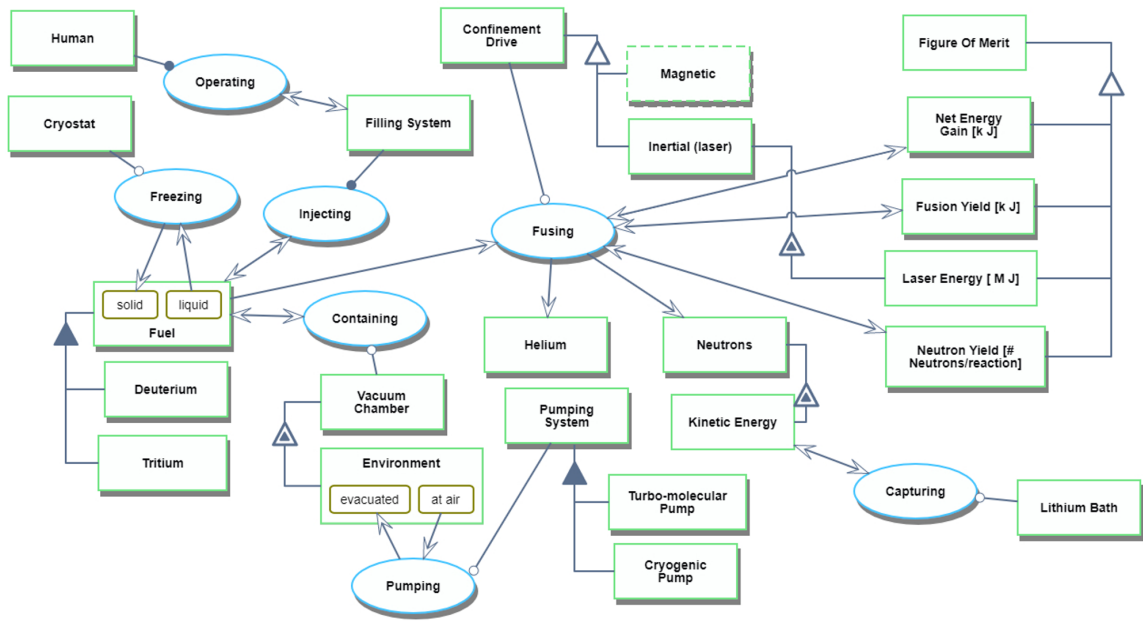 Human
Operating
Cryostat
Filling System
Freezing
Injecting
solid
liquid
Fuel
Containing
Deuterium
Tritium
Vacuum
Chamber
Environment
evacuated
at air
Pumping
Confinement
Drive
Magnetic
Inertial (laser)
Fusing
Helium
Neutrons
Pumping
System
Kinetic Energy
Turbo-molecular
Pump
Cryogenic
Pump
Figure Of Merit
Net Energy
Gain [k J]
Fusion Yield [k J]
Laser Energy [ M J]
Neutron Yield [#
Neutrons/reaction]
Capturing
Lithium Bath